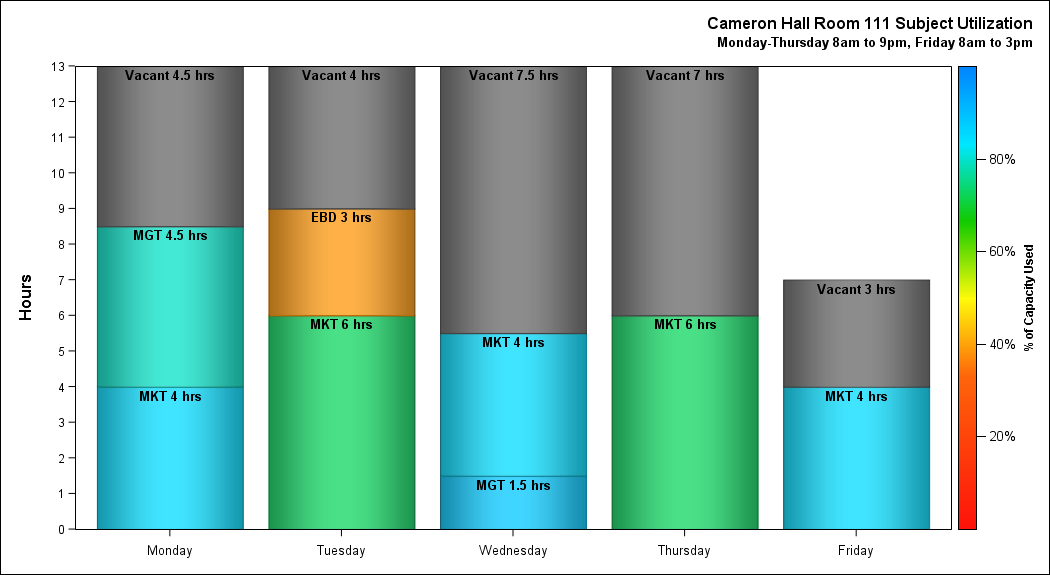 Cameron Hall Room 111 Subject Utilization
Monday-Thursday 8am to 9pm, Friday 8am to 3pm
Hours
13
12
11
10
9
8
7
6
5
4
3
2
1
0
Vacant 4.5 hrs
MGT 4.5 hrs
MKT 4 hrs
Vacant 4 hrs
EBD 3 hrs
MKT 6 hrs
Vacant 7.5 hrs
MKT 4 hrs
MGT 1.5 hrs
Vacant 7 hrs
MKT 6 hrs
Vacant 3 hrs
MKT 4 hrs
Monday
Tuesday
Wednesday
Thursday
Friday
80%
60%
40%
20%
% of Capacity Used